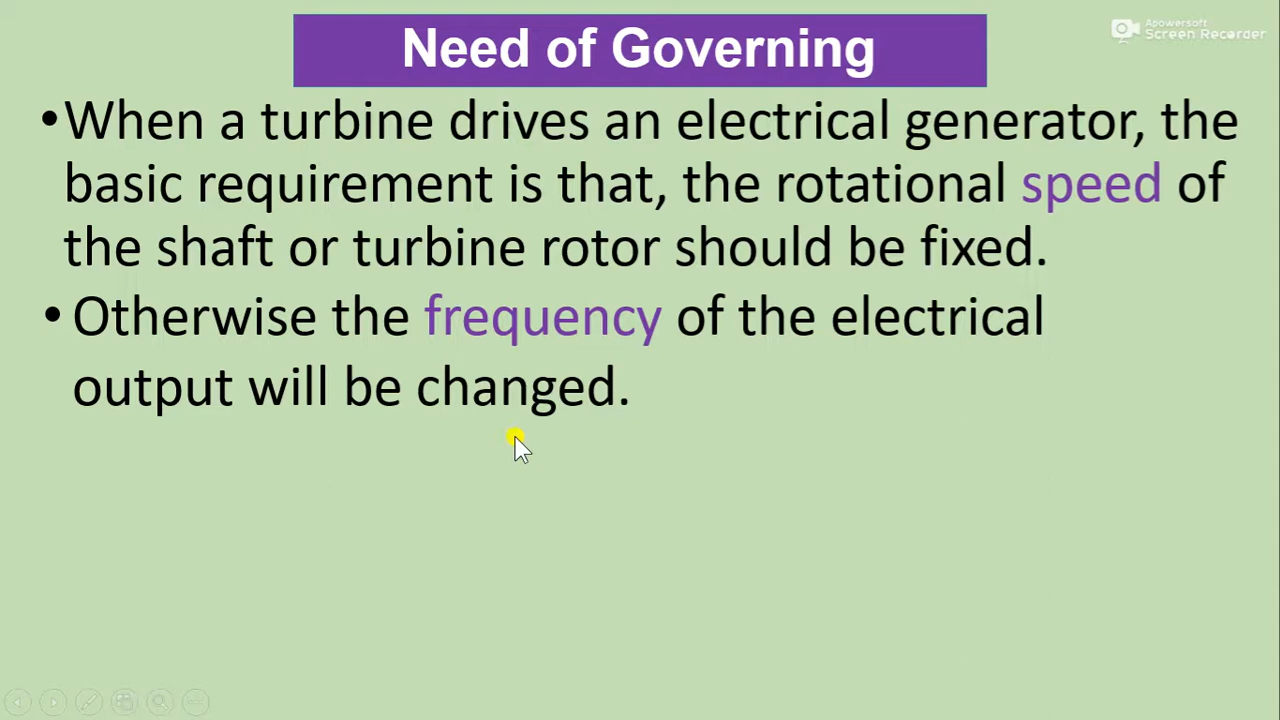 Need of Governing
Apowersoft
Screen Recorder
•When a turbine drives an electrical generator, the
basic requirement is that, the rotational speed of
the shaft or turbine rotor should be fixed.
• Otherwise the frequency of the electrical
output will be changed.